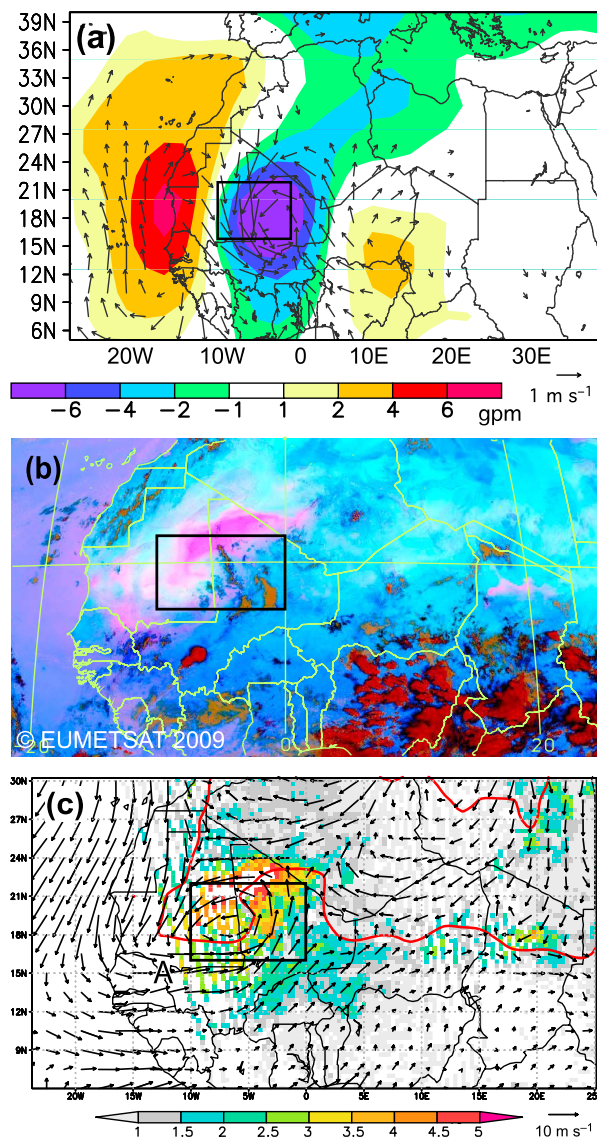 (a)
39N
36N
33N
30N
27N
24N
21N
18N
15N
12N
9N
6N
20W 10W 0 10E 20E 30E
−6 −4 −2 −1 1 2 4 6 gpm
1 m s⁻¹
(b)
© EUMETSAT 2009
20 0 20
(c)
30N
27N
24N
21N
18N
15N
12N
9N
A
20W 15W 10W 5W 0 5E 10E 15E 20E 25E
1 1.5 2 2.5 3 3.5 4 4.5 5
10 m s⁻¹